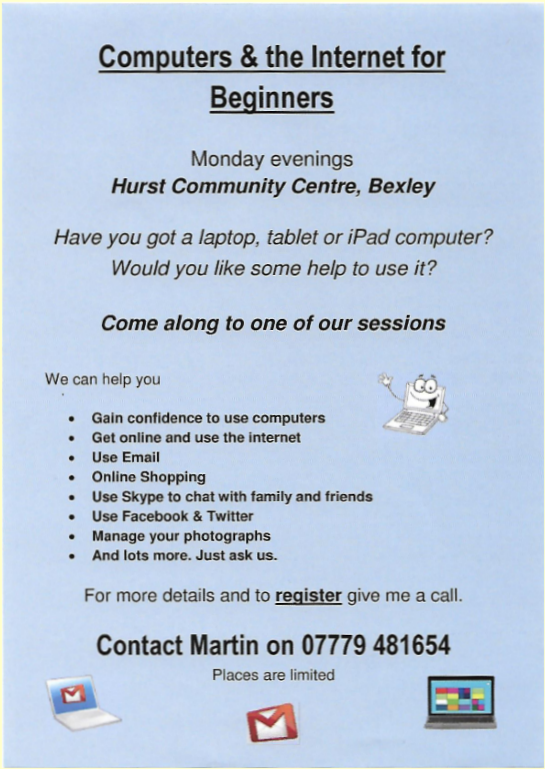 Computers & the Internet for
Beginners
Monday evenings
Hurst Community Centre, Bexley
Have you got a laptop, tablet or iPad computer?
Would you like some help to use it?
Come along to one of our sessions
We can help you
• Gain confidence to use computers
• Get online and use the internet
• Use Email
• Online Shopping
• Use Skype to chat with family and friends
• Use Facebook & Twitter
• Manage your photographs
• And lots more. Just ask us.
For more details and to register give me a call.
Contact Martin on 07779 481654
Places are limited